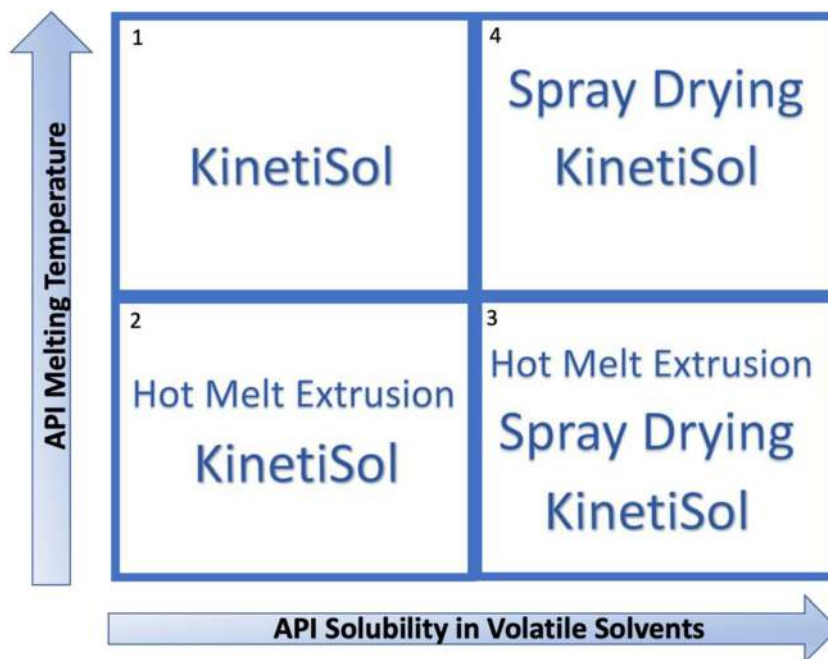 API Melting Temperature
1
KinetiSol
4
Spray Drying
KinetiSol
2
Hot Melt Extrusion
KinetiSol
3
Hot Melt Extrusion
Spray Drying
KinetiSol
API Solubility in Volatile Solvents